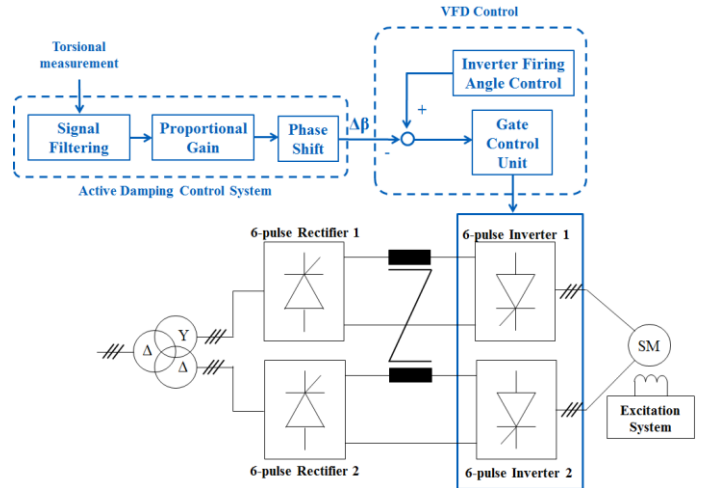 VFD Control
Torsional
measurement
Inverter Firing
Angle Control
+
Δβ
-
Signal
Filtering
Proportional
Gain
Phase
Shift
Gate
Control
Unit
Active Damping Control System
6-pulse Rectifier 1
6-pulse Inverter 1
Y
Δ
Δ
SM
Excitation
System
6-pulse Rectifier 2
6-pulse Inverter 2